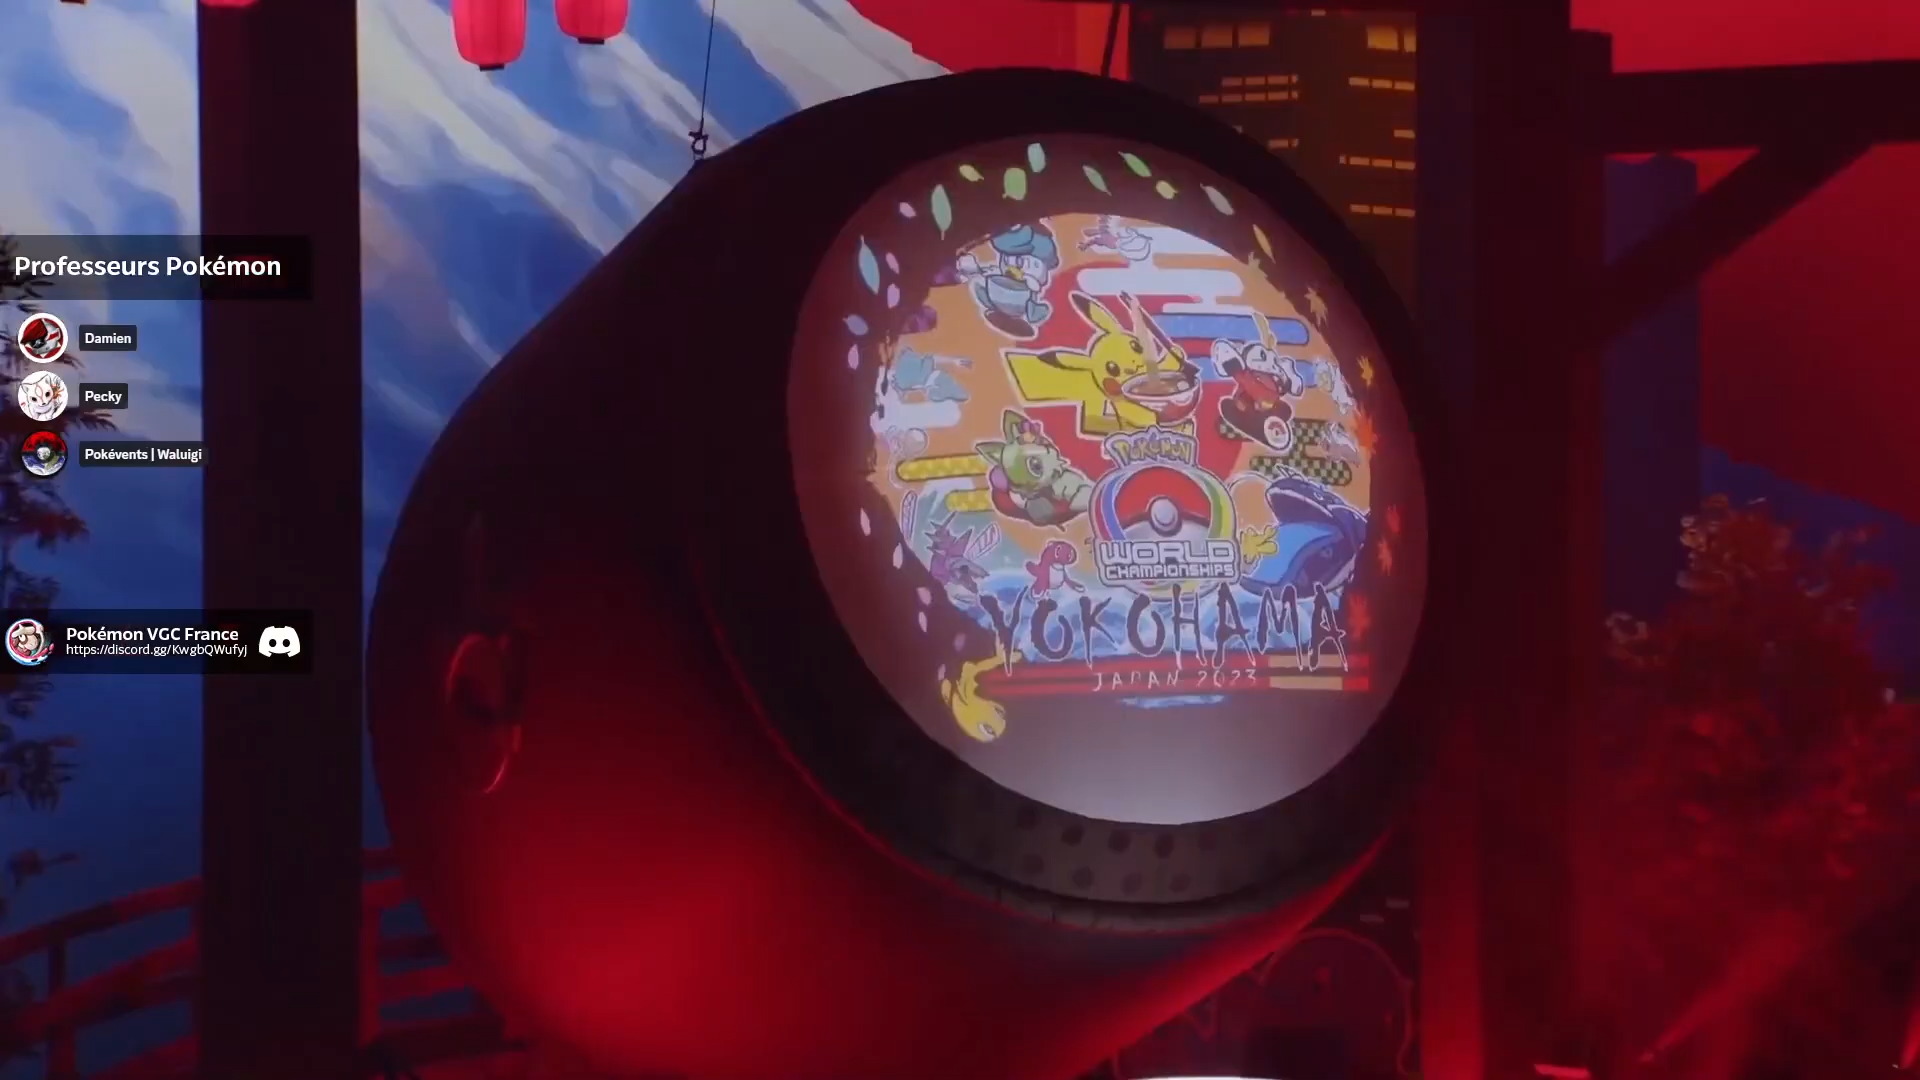 Professeurs Pokémon
Damien
Pecky
Pokévents | Waluigi
Pokémon VGC France
https://discord.gg/KwgbQWufyj
Pokémon
WORLD
CHAMPIONSHIPS
YOKOHAMA
JAPAN 2023